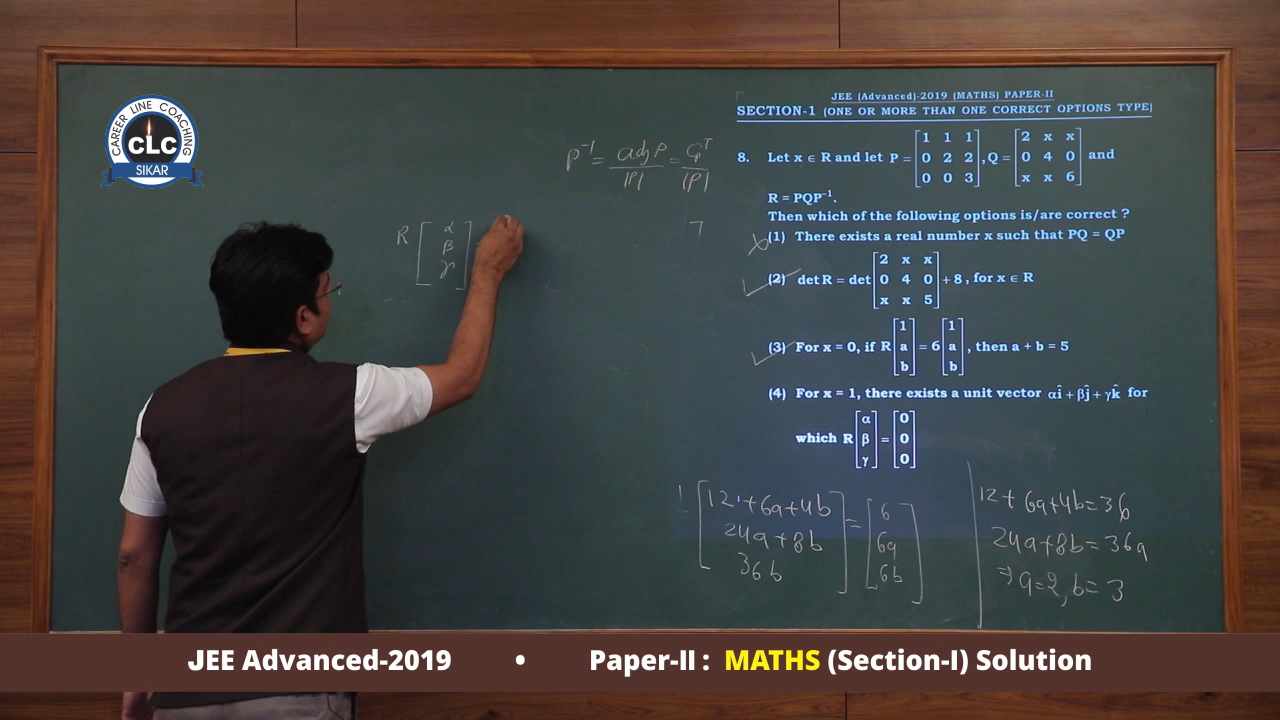 CAREER LINE COACHING
CLC
SIKAR
JEE (Advanced)-2019 (MATHS) PAPER-II
SECTION-1 (ONE OR MORE THAN ONE CORRECT OPTIONS TYPE)
8. Let x ∈ R and let P = [1 1 1; 0 2 2; 0 0 3], Q = [2 x x; 0 4 0; x x 6] and
R = PQP⁻¹.
Then which of the following options is/are correct ?
(1) There exists a real number x such that PQ = QP
(2) det R = det [2 x x; 0 4 0; x x 5] + 8, for x ∈ R
(3) For x = 0, if R [1; a; b] = 6 [1; a; b], then a + b = 5
(4) For x = 1, there exists a unit vector αî + βĵ + γk̂ for
which R [α; β; γ] = [0; 0; 0]
P⁻¹ = adj P / |P| = CᵀP / |P|
R [α; β; γ]
[12 + 6a + 4b; 24a + 8b; 36b] = [6; 6a; 6b]
12 + 6a + 4b = 36
24a + 8b = 36a
⇒ a = 2, b = 3
JEE Advanced-2019 • Paper-II : MATHS (Section-I) Solution